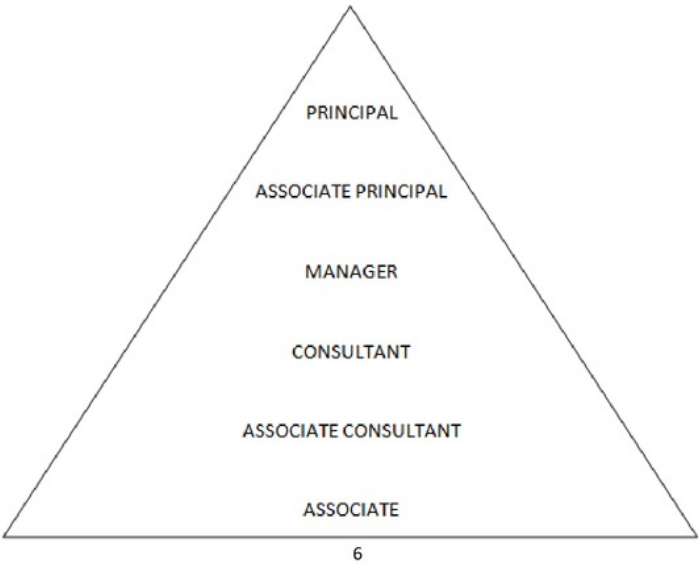 PRINCIPAL
ASSOCIATE PRINCIPAL
MANAGER
CONSULTANT
ASSOCIATE CONSULTANT
ASSOCIATE
6